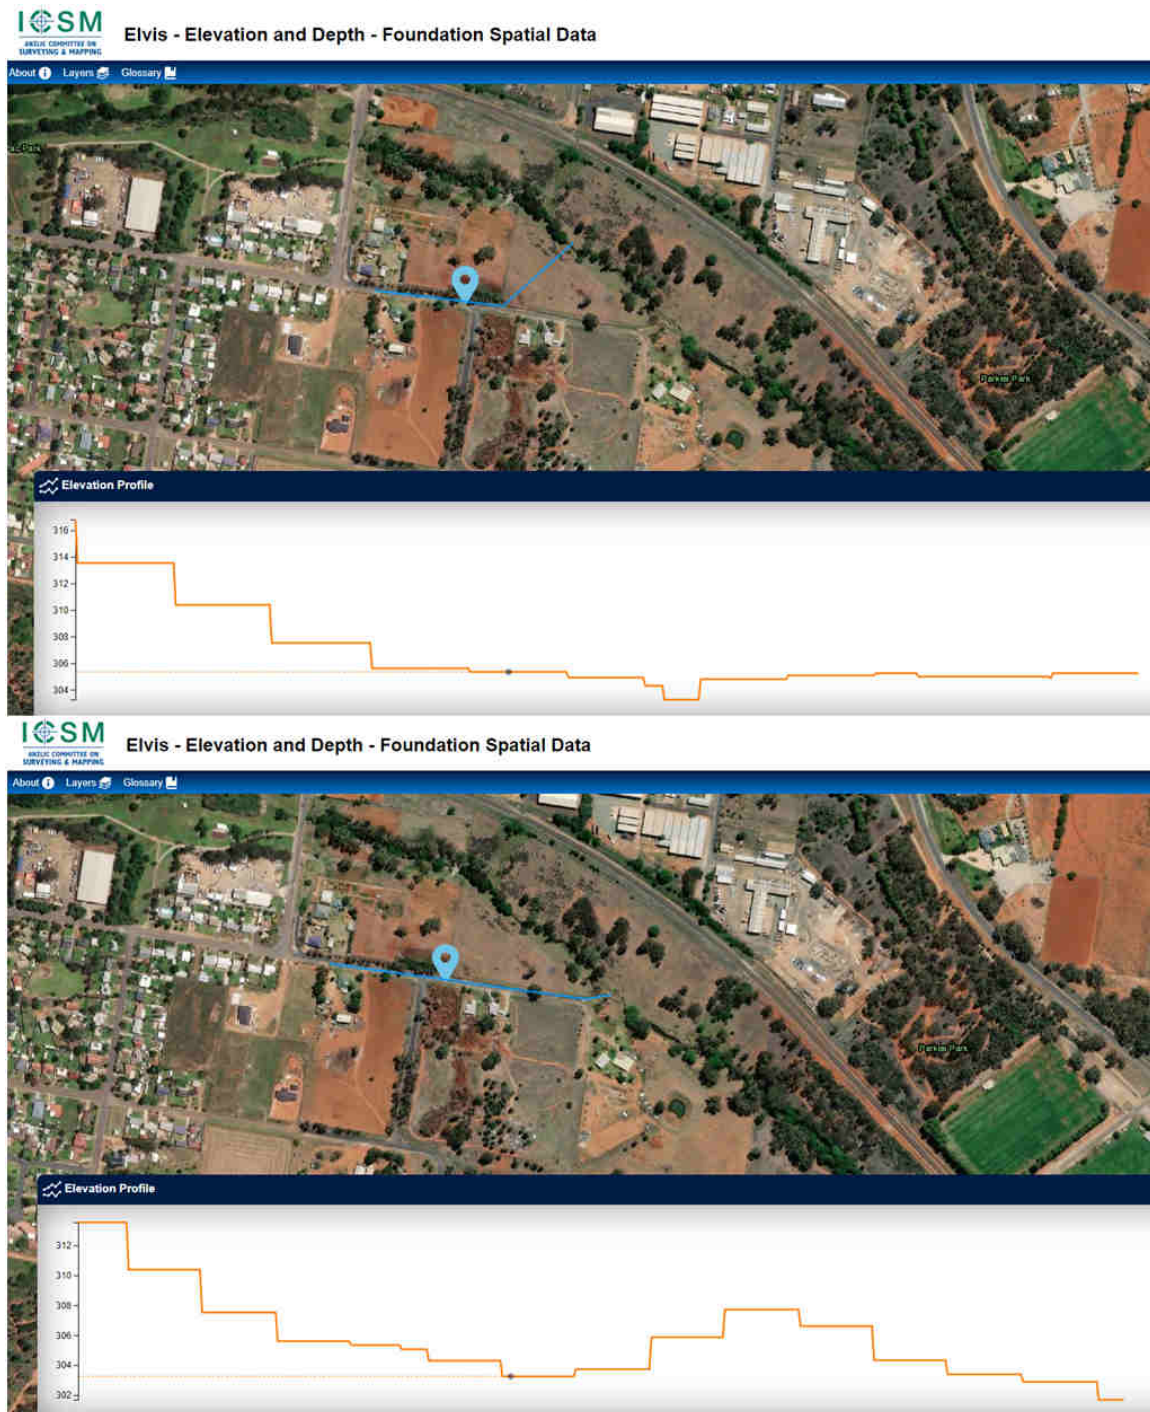 ICSM
ANZLIC COMMITTEE ON
SURVEYING & MAPPING
Elvis - Elevation and Depth - Foundation Spatial Data
About Layers Glossary
Parkes Park
Elevation Profile
316
314
312
310
308
306
304
ICSM
ANZLIC COMMITTEE ON
SURVEYING & MAPPING
Elvis - Elevation and Depth - Foundation Spatial Data
About Layers Glossary
Elevation Profile
312
310
308
306
304
302